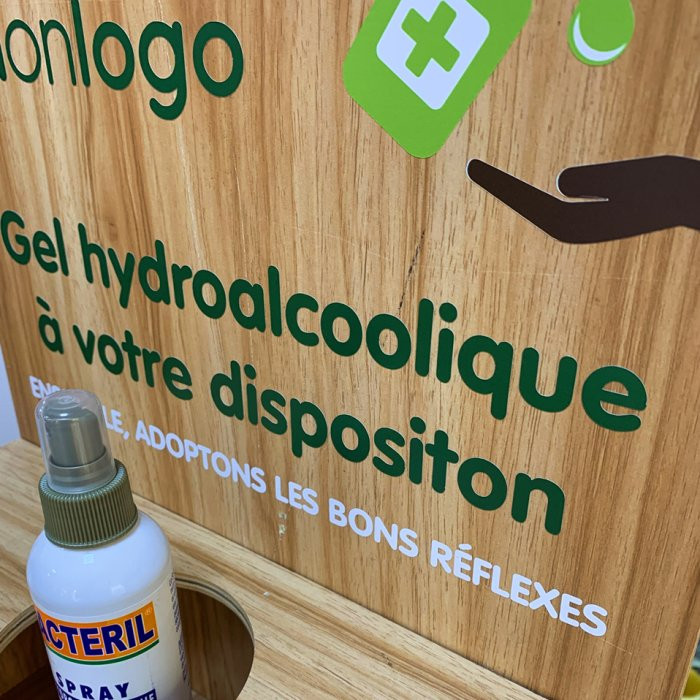 onlogo
Gel hydroalcoolique
à votre dispositon
LE, ADOPTONS LES BONS RÉFLEXES
ACTERIL
SPRAY